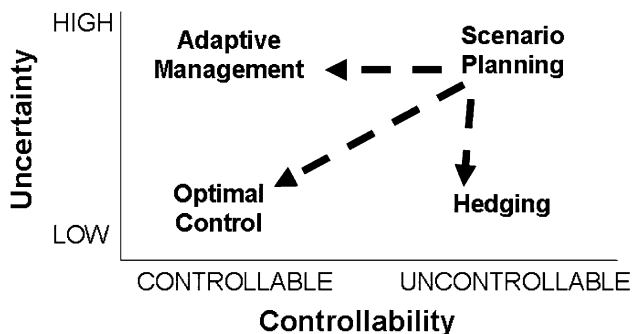 HIGH
Adaptive
Management
Scenario
Planning
Uncertainty
Optimal
Control
Hedging
LOW
CONTROLLABLE
UNCONTROLLABLE
Controllability